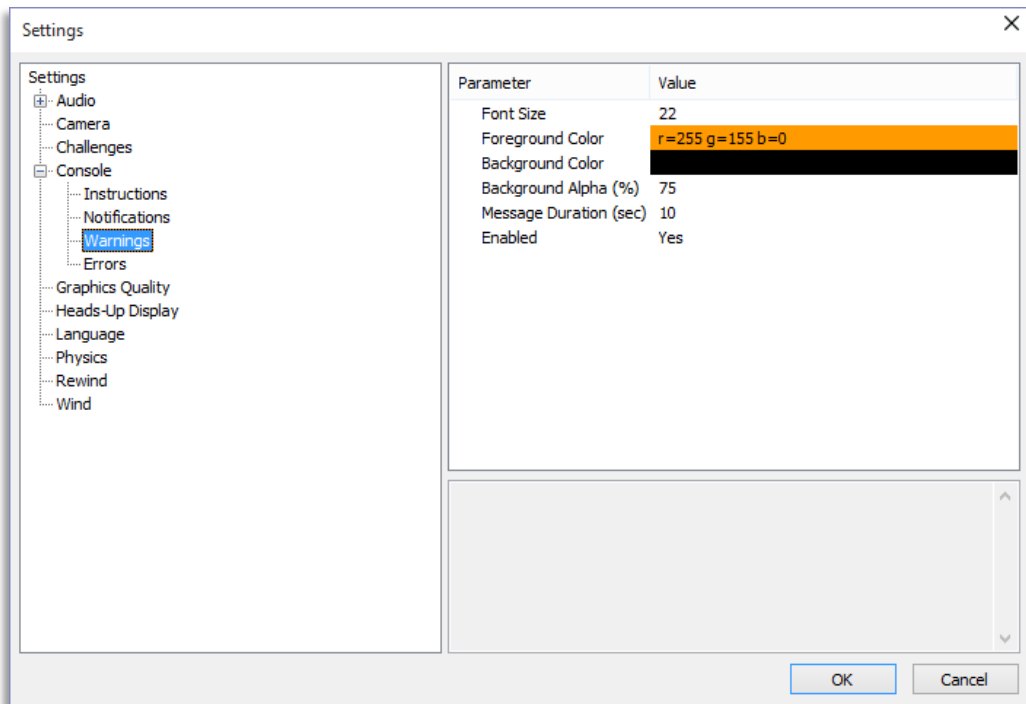 Settings
Settings
Audio
Camera
Challenges
Console
Instructions
Notifications
Warnings
Errors
Graphics Quality
Heads-Up Display
Language
Physics
Rewind
Wind
Parameter Value
Font Size 22
Foreground Color r=255 g=155 b=0
Background Color
Background Alpha (%) 75
Message Duration (sec) 10
Enabled Yes
OK Cancel